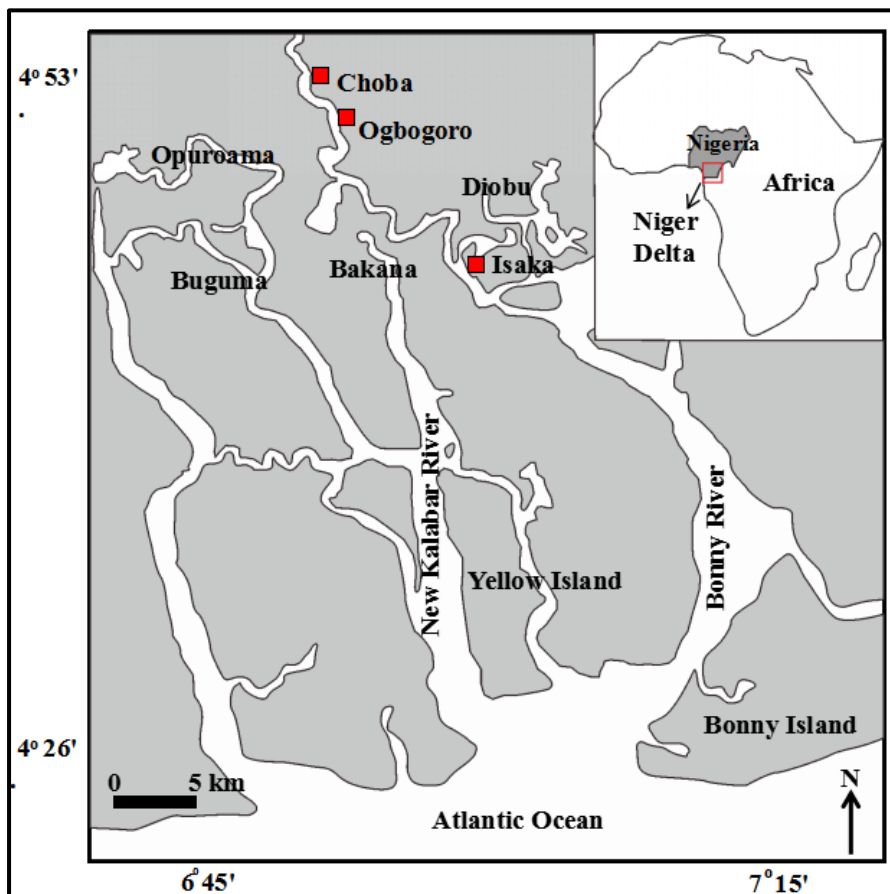 4° 53'
Choba
Ogbogoro
Opuroama
Diobu
Buguma
Bakana
Isaka
Nigeria
Africa
Niger
Delta
New Kalabar River
Bonny River
Yellow Island
Bonny Island
4° 26'
0 5 km
N
Atlantic Ocean
6°45'
7°15'